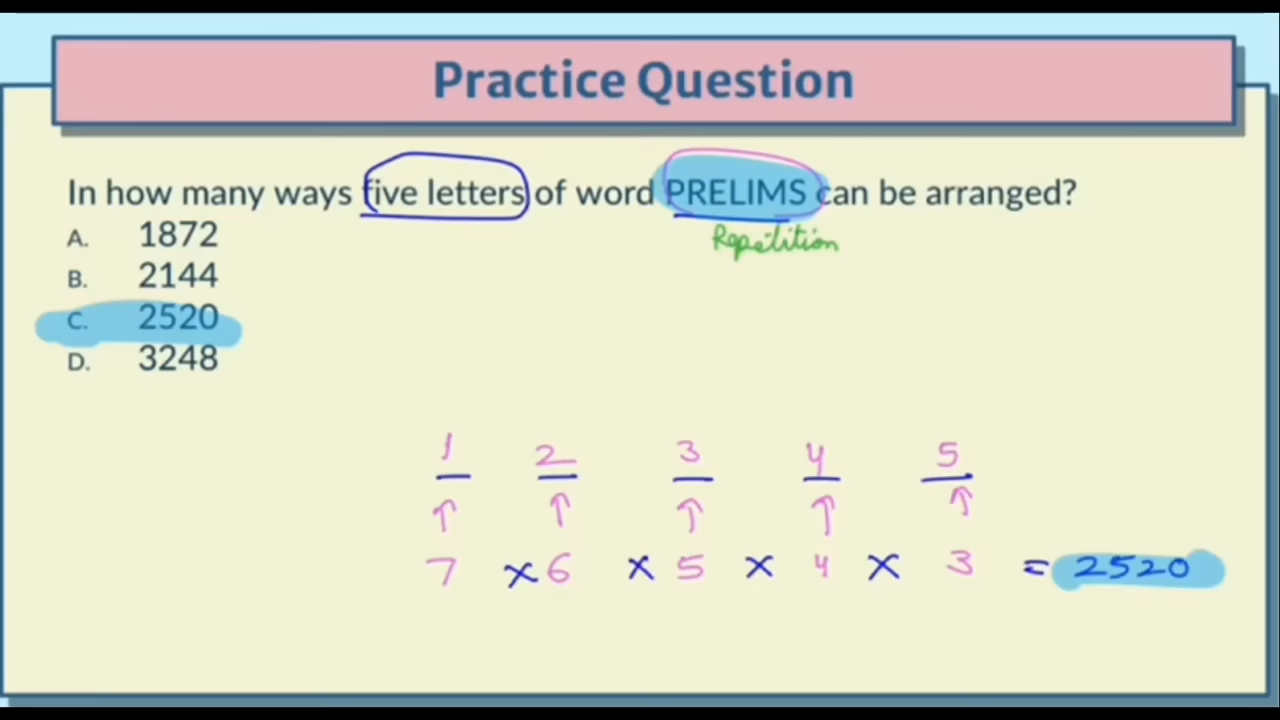 Practice Question
In how many ways five letters of word PRELIMS can be arranged?
Repetition
A. 1872
B. 2144
C. 2520
D. 3248
1 2 3 4 5
7 × 6 × 5 × 4 × 3 = 2520